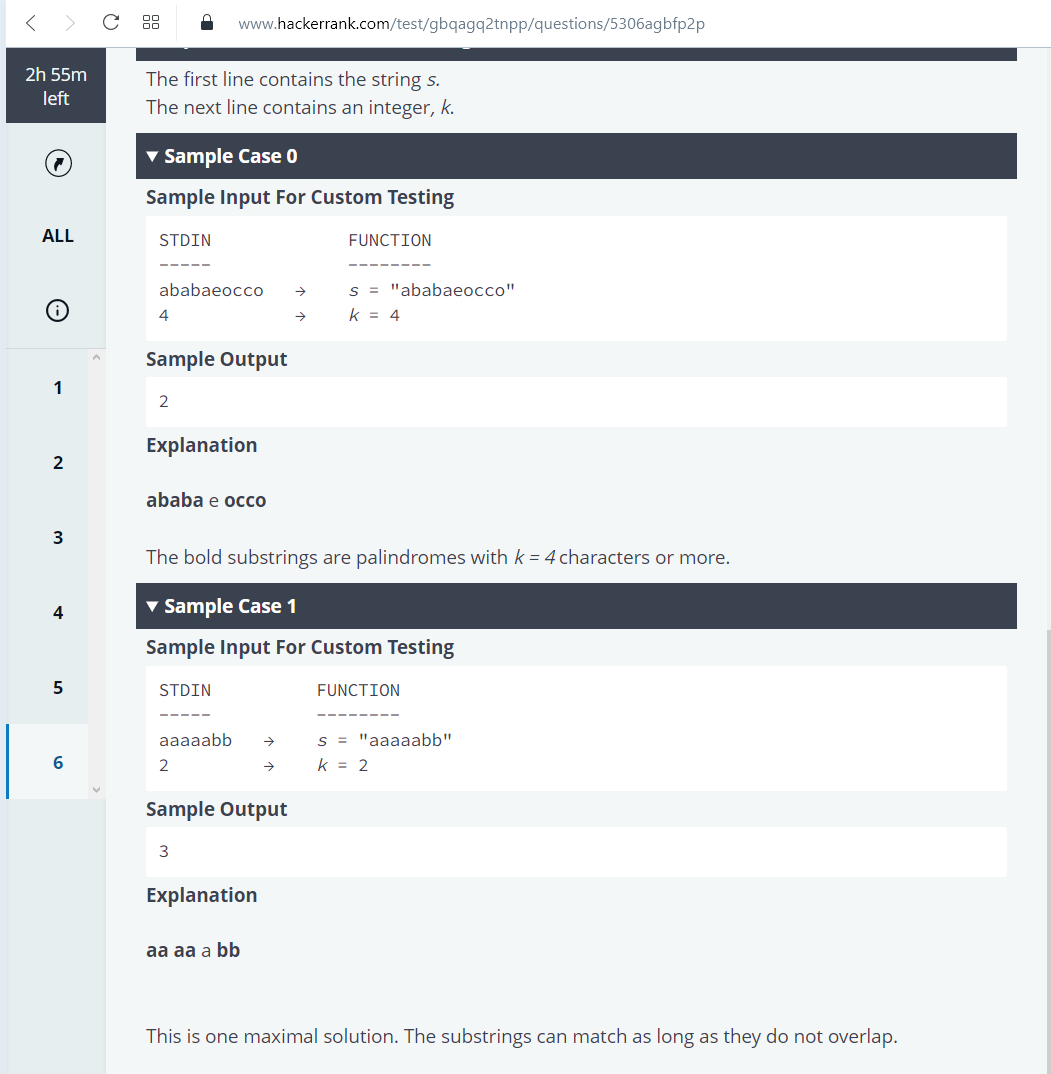 www.hackerrank.com/test/gbqagq2tnpp/questions/5306agbfp2p
2h 55m
left
ALL
1
2
3
4
5
6
The first line contains the string s.
The next line contains an integer, k.
▼ Sample Case 0
Sample Input For Custom Testing
STDIN FUNCTION
----- --------
ababaeocco → s = "ababaeocco"
4 → k = 4
Sample Output
2
Explanation
ababa e occo
The bold substrings are palindromes with k = 4 characters or more.
▼ Sample Case 1
Sample Input For Custom Testing
STDIN FUNCTION
----- --------
aaaaabb → s = "aaaaabb"
2 → k = 2
Sample Output
3
Explanation
aa aa a bb
This is one maximal solution. The substrings can match as long as they do not overlap.